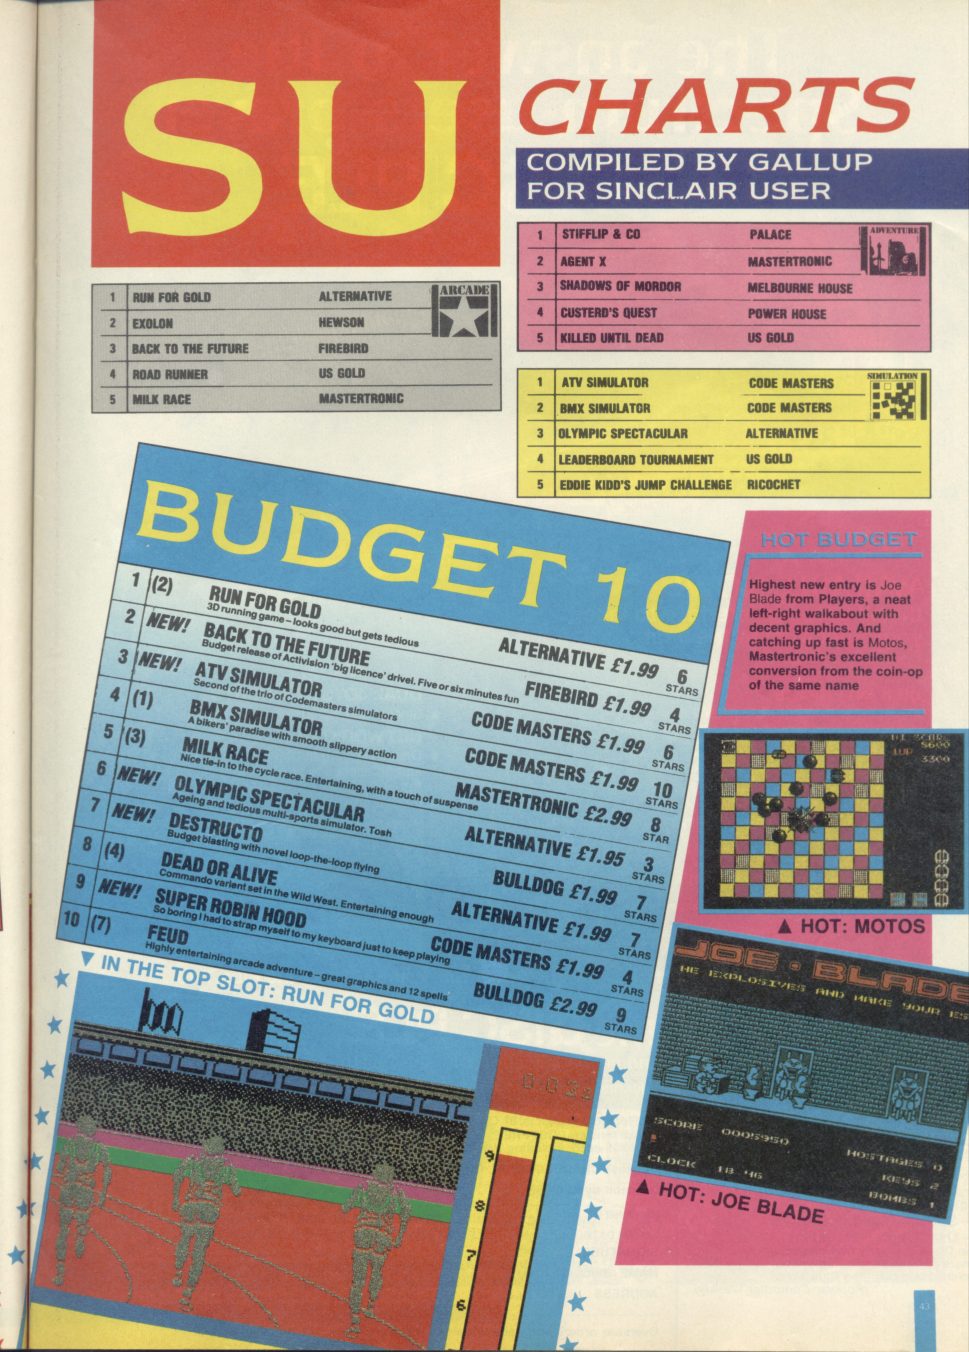 SU
CHARTS
COMPILED BY GALLUP
FOR SINCLAIR USER
ARCADE
1 RUN FOR GOLD ALTERNATIVE
2 EXOLON HEWSON
3 BACK TO THE FUTURE FIREBIRD
4 ROAD RUNNER US GOLD
5 MILK RACE MASTERTRONIC
ADVENTURE
1 STIFFLIP & CO PALACE
2 AGENT X MASTERTRONIC
3 SHADOWS OF MORDOR MELBOURNE HOUSE
4 CUSTERD'S QUEST POWER HOUSE
5 KILLED UNTIL DEAD US GOLD
SIMULATION
1 ATV SIMULATOR CODE MASTERS
2 BMX SIMULATOR CODE MASTERS
3 OLYMPIC SPECTACULAR ALTERNATIVE
4 LEADERBOARD TOURNAMENT US GOLD
5 EDDIE KIDD'S JUMP CHALLENGE RICOCHET
BUDGET 10
1 (2) RUN FOR GOLD ALTERNATIVE £1.99 6 STARS
3D running game – looks good but gets tedious
2 NEW! BACK TO THE FUTURE FIREBIRD £1.99 4 STARS
Budget release of Activision 'big licence' drivel. Five or six minutes fun
3 NEW! ATV SIMULATOR CODE MASTERS £1.99 6 STARS
Second of the trio of Codemasters simulators
4 (1) BMX SIMULATOR CODE MASTERS £1.99 10 STARS
A bikers' paradise with smooth slippery action
5 (3) MILK RACE MASTERTRONIC £2.99 8 STAR
Nice tie-in to the cycle race. Entertaining, with a touch of suspense
6 NEW! OLYMPIC SPECTACULAR ALTERNATIVE £1.95 3 STARS
Ageing and tedious multi-sports simulator. Tosh
7 NEW! DESTRUCTO BULLDOG £1.99 7 STARS
Budget blasting with novel loop-the-loop flying
8 (4) DEAD OR ALIVE ALTERNATIVE £1.99 7 STARS
Commando varient set in the Wild West. Entertaining enough
9 NEW! SUPER ROBIN HOOD CODE MASTERS £1.99 4 STARS
So boring I had to strap myself to my keyboard just to keep playing
10 (7) FEUD BULLDOG £2.99 9 STARS
Highly entertaining arcade adventure – great graphics and 12 spells
HOT BUDGET
Highest new entry is Joe
Blade from Players, a neat
left-right walkabout with
decent graphics. And
catching up fast is Motos,
Mastertronic's excellent
conversion from the coin-op
of the same name
HI SCOR
5600
1UP
3300
▲ HOT: MOTOS
JOE · BLADE
HE EXPLOSIVES AND MAKE YOUR ES
SCORE 0005950
HOSTAGES 0
CLOCK 18 46
KEYS 2
BOMBS 1
▲ HOT: JOE BLADE
▼ IN THE TOP SLOT: RUN FOR GOLD
9
8
7
6
43